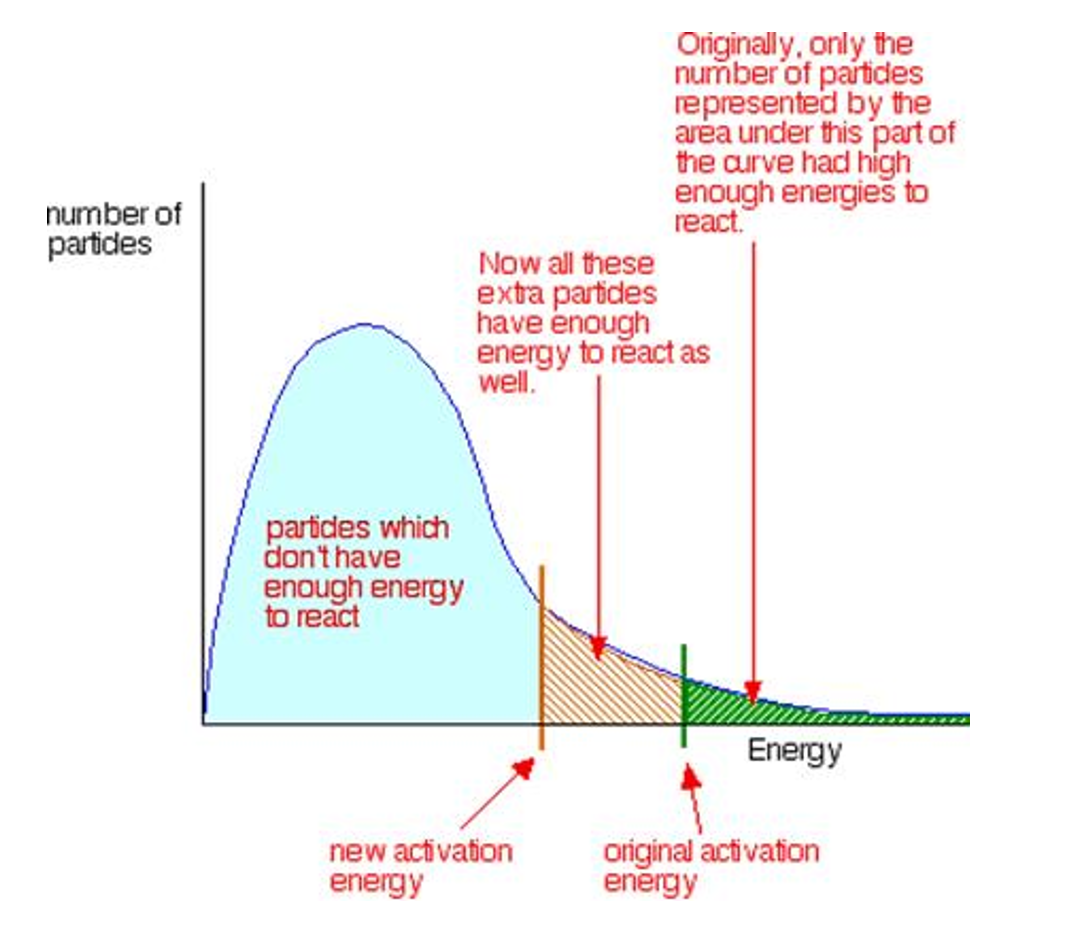 Originally, only the
number of particles
represented by the
area under this part of
the curve had high
enough energies to
react.
number of
particles
Now all these
extra particles
have enough
energy to react as
well.
particles which
don't have
enough energy
to react
Energy
new activation
energy
original activation
energy